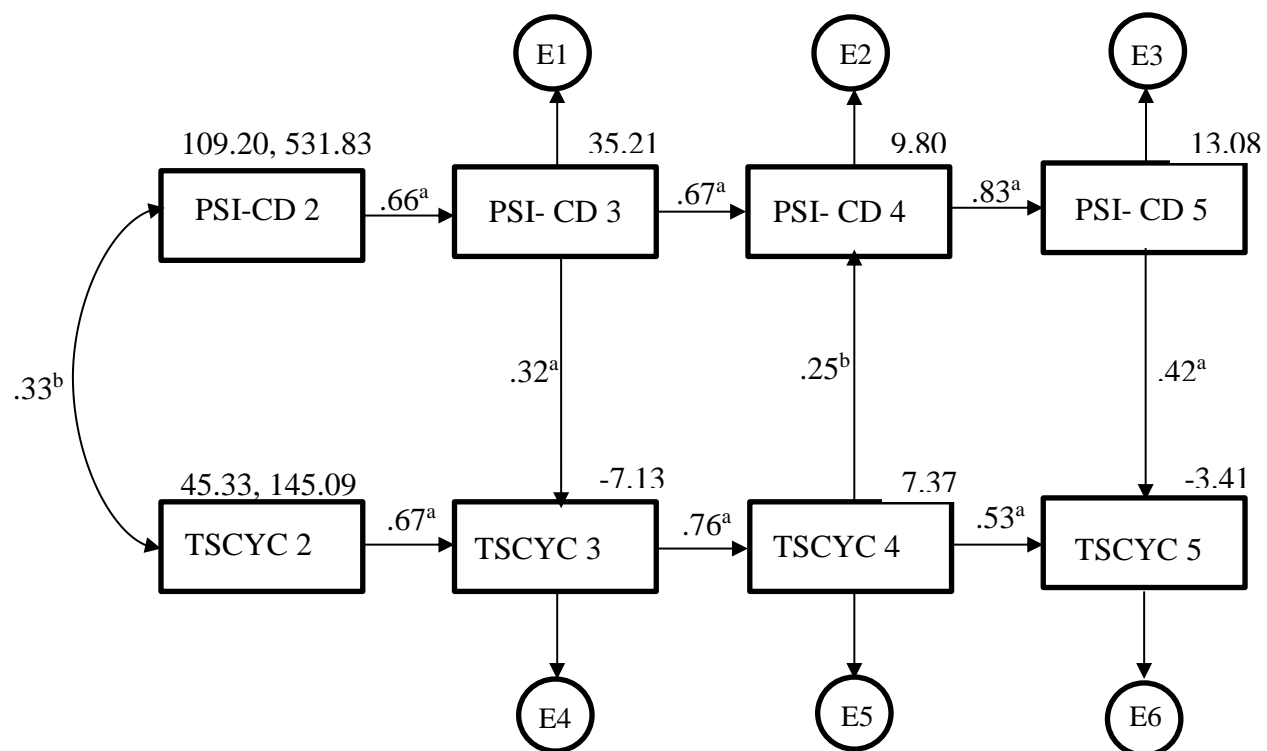 E1 E2 E3
109.20, 531.83 35.21 9.80 13.08
PSI-CD 2 .66ᵃ PSI- CD 3 .67ᵃ PSI- CD 4 .83ᵃ PSI- CD 5
.33ᵇ .32ᵃ .25ᵇ .42ᵃ
45.33, 145.09 -7.13 7.37 -3.41
TSCYC 2 .67ᵃ TSCYC 3 .76ᵃ TSCYC 4 .53ᵃ TSCYC 5
E4 E5 E6